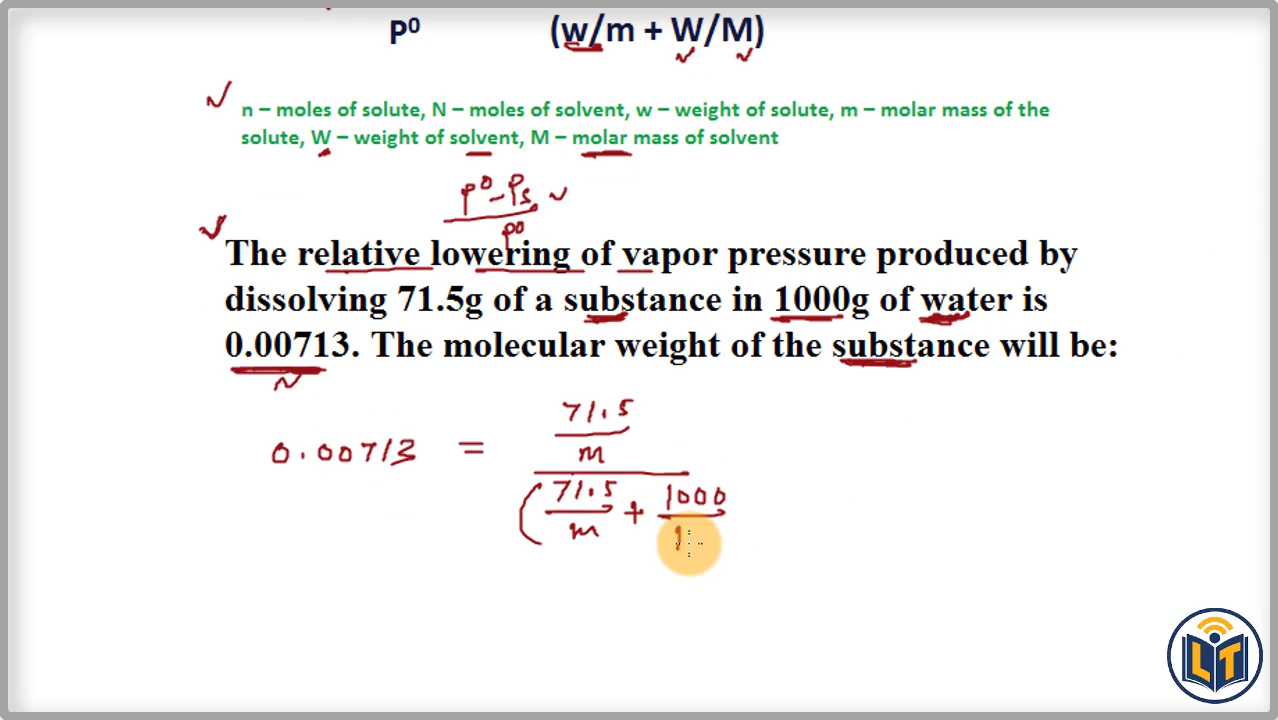 P⁰ (w/m + W/M)
n – moles of solute, N – moles of solvent, w – weight of solute, m – molar mass of the
solute, W – weight of solvent, M – molar mass of solvent
P⁰ – Ps
P⁰
The relative lowering of vapor pressure produced by
dissolving 71.5g of a substance in 1000g of water is
0.00713. The molecular weight of the substance will be:
71.5
0.00713 =
m
(71.5 + 1000
m 1
LT